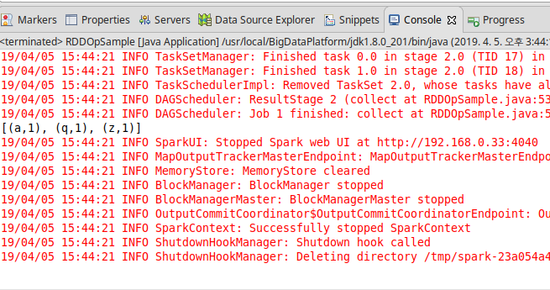 Markers Properties Servers Data Source Explorer Snippets Console Progress
<terminated> RDDOpSample [Java Application] /usr/local/BigDataPlatform/jdk1.8.0_201/bin/java (2019. 4. 5. 오후 3:44:
19/04/05 15:44:21 INFO TaskSetManager: Finished task 0.0 in stage 2.0 (TID 17) in
19/04/05 15:44:21 INFO TaskSetManager: Finished task 1.0 in stage 2.0 (TID 18) in
19/04/05 15:44:21 INFO TaskSchedulerImpl: Removed TaskSet 2.0, whose tasks have al
19/04/05 15:44:21 INFO DAGScheduler: ResultStage 2 (collect at RDDOpSample.java:53
19/04/05 15:44:21 INFO DAGScheduler: Job 1 finished: collect at RDDOpSample.java:5
[(a,1), (q,1), (z,1)]
19/04/05 15:44:21 INFO SparkUI: Stopped Spark web UI at http://192.168.0.33:4040
19/04/05 15:44:21 INFO MapOutputTrackerMasterEndpoint: MapOutputTrackerMasterEndpo
19/04/05 15:44:21 INFO MemoryStore: MemoryStore cleared
19/04/05 15:44:21 INFO BlockManager: BlockManager stopped
19/04/05 15:44:21 INFO BlockManagerMaster: BlockManagerMaster stopped
19/04/05 15:44:21 INFO OutputCommitCoordinator$OutputCommitCoordinatorEndpoint: Ou
19/04/05 15:44:21 INFO SparkContext: Successfully stopped SparkContext
19/04/05 15:44:21 INFO ShutdownHookManager: Shutdown hook called
19/04/05 15:44:21 INFO ShutdownHookManager: Deleting directory /tmp/spark-23a054a4